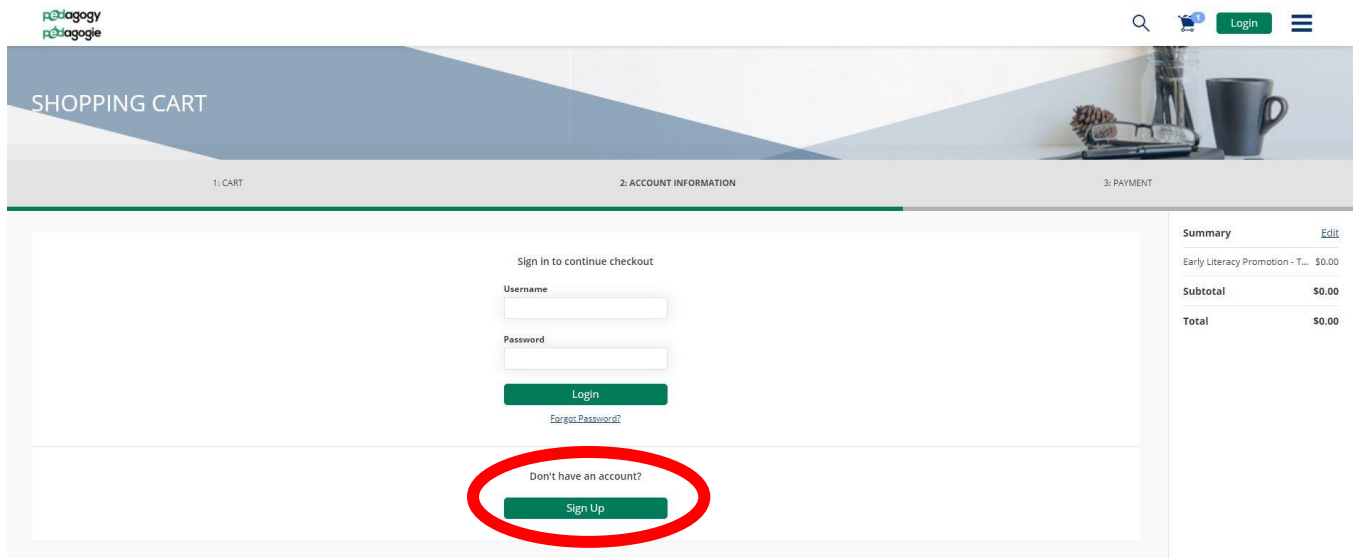 pedagogy
pédagogie
1
Login
SHOPPING CART
1: CART
2: ACCOUNT INFORMATION
3: PAYMENT
Sign in to continue checkout
Username
Password
Login
Forgot Password?
Don't have an account?
Sign Up
Summary Edit
Early Literacy Promotion - T... $0.00
Subtotal $0.00
Total $0.00